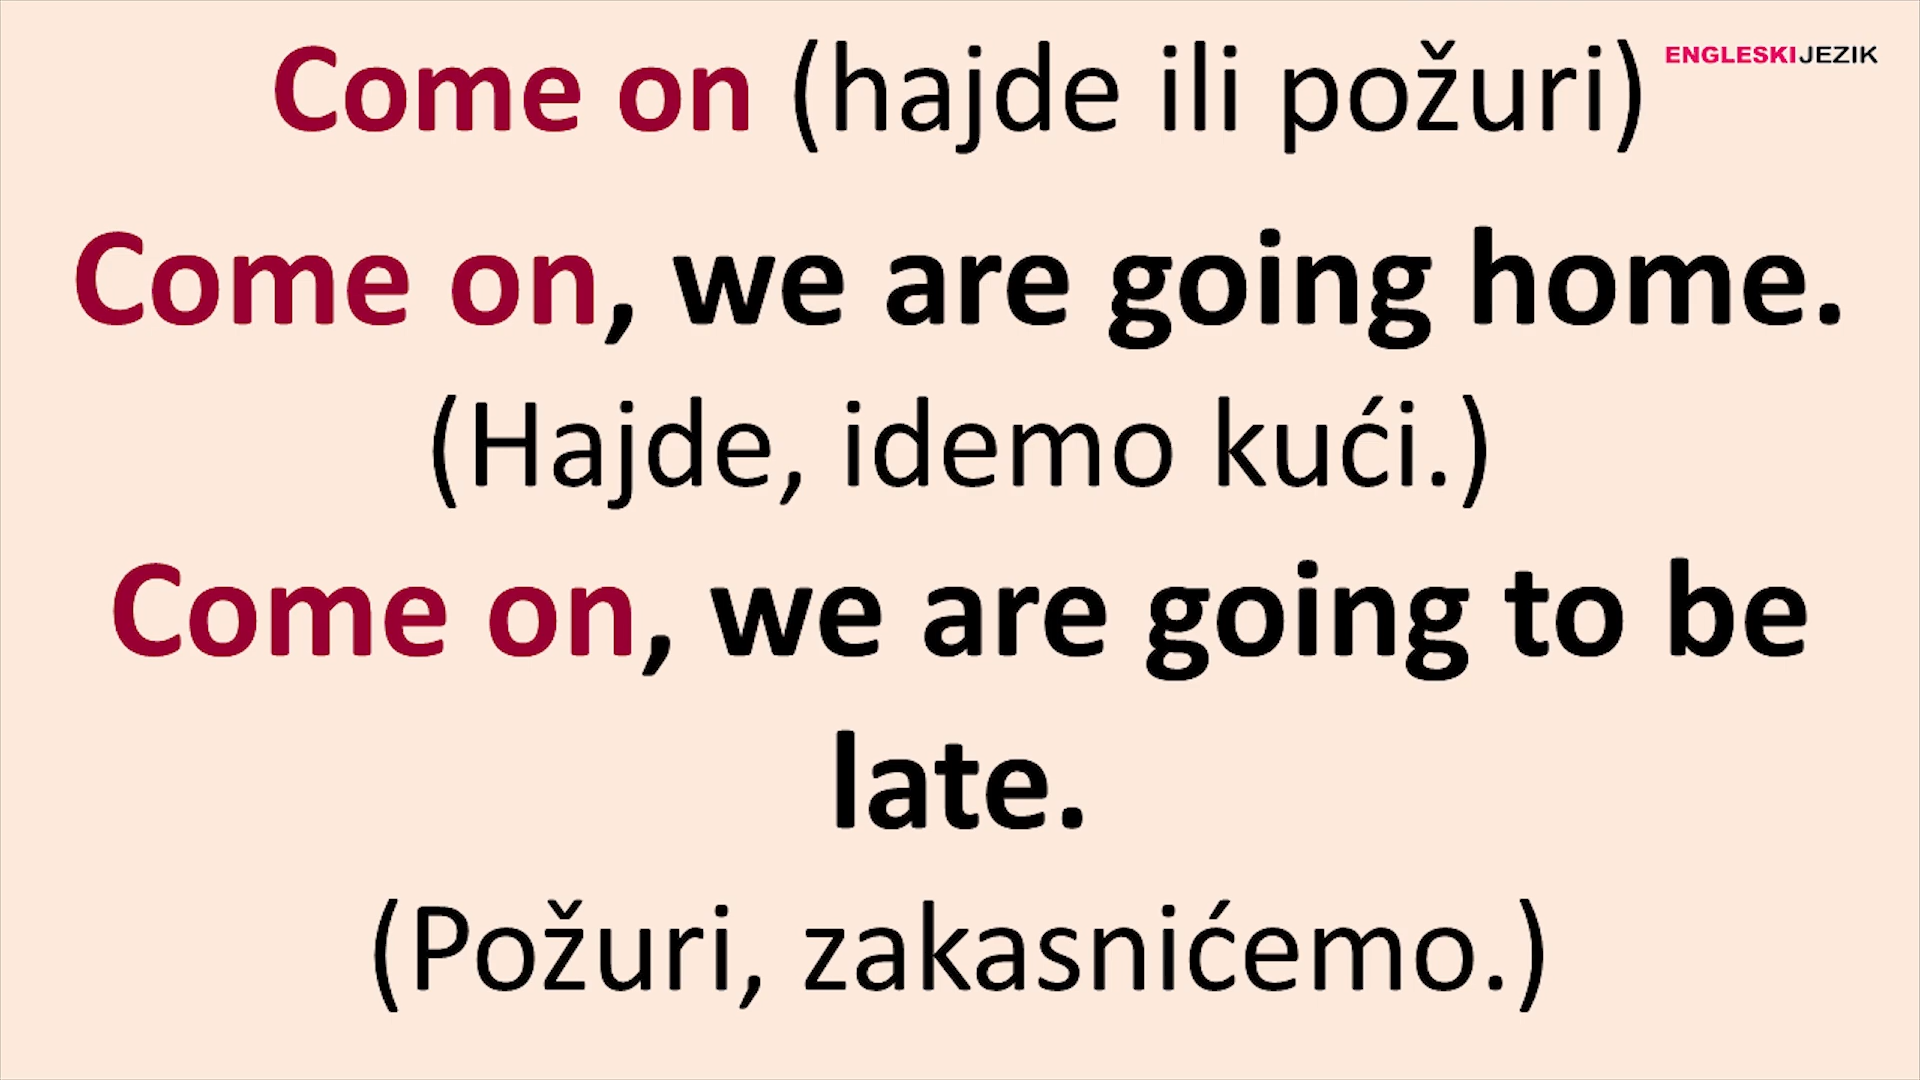 Come on (hajde ili požuri)
ENGLESKIJEZIK
Come on, we are going home.
(Hajde, idemo kući.)
Come on, we are going to be
late.
(Požuri, zakasnićemo.)